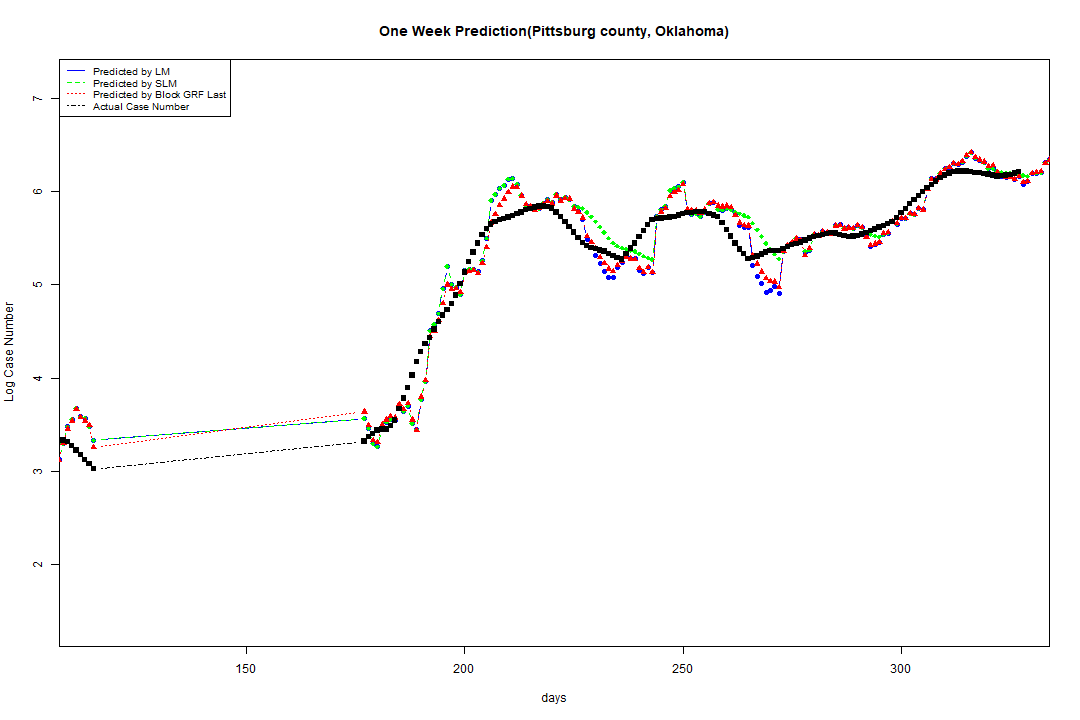 One Week Prediction(Pittsburg county, Oklahoma)
Predicted by LM
Predicted by SLM
Predicted by Block GRF Last
Actual Case Number
7
6
5
4
3
2
Log Case Number
150 200 250 300
days